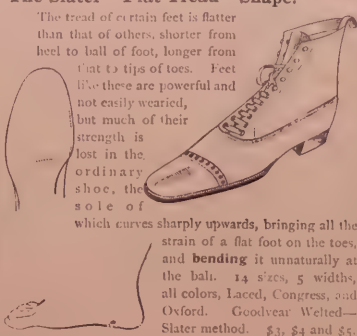 The Slater "Flat Tread" Shape.
The tread of certain feet is flatter
than that of others, shorter from
heel to ball of foot, longer from
that to tips of toes. Feet
like these are powerful and
not easily wearied,
but much of their
strength is
lost in the
ordinary
shoe, the
sole of
which curves sharply upwards, bringing all the
strain of a flat foot on the toes,
and bending it unnaturally at
the ball. 14 sizes, 5 widths,
all colors, Laced, Congress, and
Oxford. Goodyear Welted—
Slater method. $3, $4 and $5.